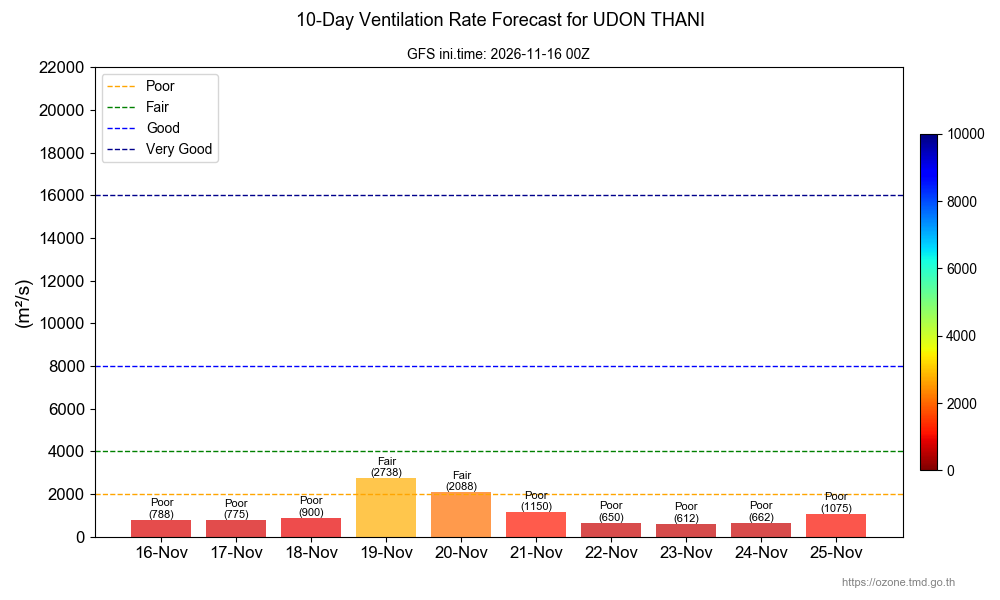 10-Day Ventilation Rate Forecast for UDON THANI
GFS ini.time: 2026-11-16 00Z
22000
20000
18000
16000
14000
12000
10000
8000
6000
4000
2000
0
(m²/s)
Poor
Fair
Good
Very Good
Poor
(788)
Poor
(775)
Poor
(900)
Fair
(2738)
Fair
(2088)
Poor
(1150)
Poor
(650)
Poor
(612)
Poor
(662)
Poor
(1075)
16-Nov
17-Nov
18-Nov
19-Nov
20-Nov
21-Nov
22-Nov
23-Nov
24-Nov
25-Nov
10000
8000
6000
4000
2000
0
https://ozone.tmd.go.th